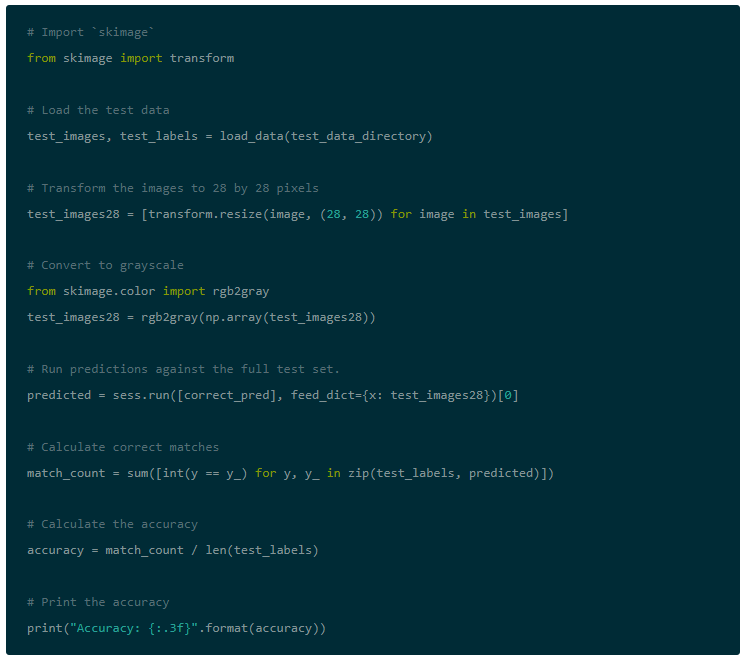 # Import `skimage`
from skimage import transform
# Load the test data
test_images, test_labels = load_data(test_data_directory)
# Transform the images to 28 by 28 pixels
test_images28 = [transform.resize(image, (28, 28)) for image in test_images]
# Convert to grayscale
from skimage.color import rgb2gray
test_images28 = rgb2gray(np.array(test_images28))
# Run predictions against the full test set.
predicted = sess.run([correct_pred], feed_dict={x: test_images28})[0]
# Calculate correct matches
match_count = sum([int(y == y_) for y, y_ in zip(test_labels, predicted)])
# Calculate the accuracy
accuracy = match_count / len(test_labels)
# Print the accuracy
print("Accuracy: {:.3f}".format(accuracy))